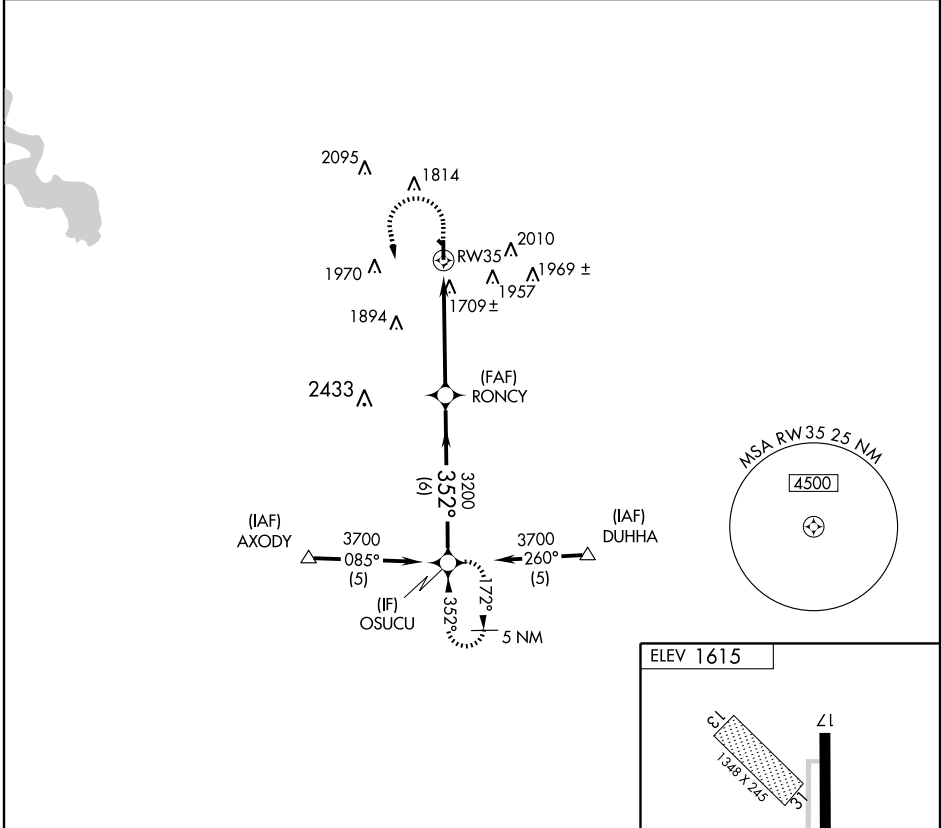 2095
1814
RW35
2010
1970
1969 ±
1957
1709 ±
1894
(FAF)
RONCY
2433
MSA RW35 25 NM
4500
3200
352°
(6)
(IAF)
AXODY
3700
085°
(5)
(IAF)
DUHHA
3700
260°
(5)
(IF)
OSUCU
352°
172°
5 NM
ELEV 1615
13
1348 X 245
31
17